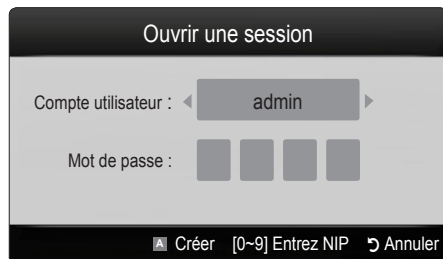 Ouvrir une session
Compte utilisateur : admin
Mot de passe :
A Créer [0~9] Entrez NIP Annuler